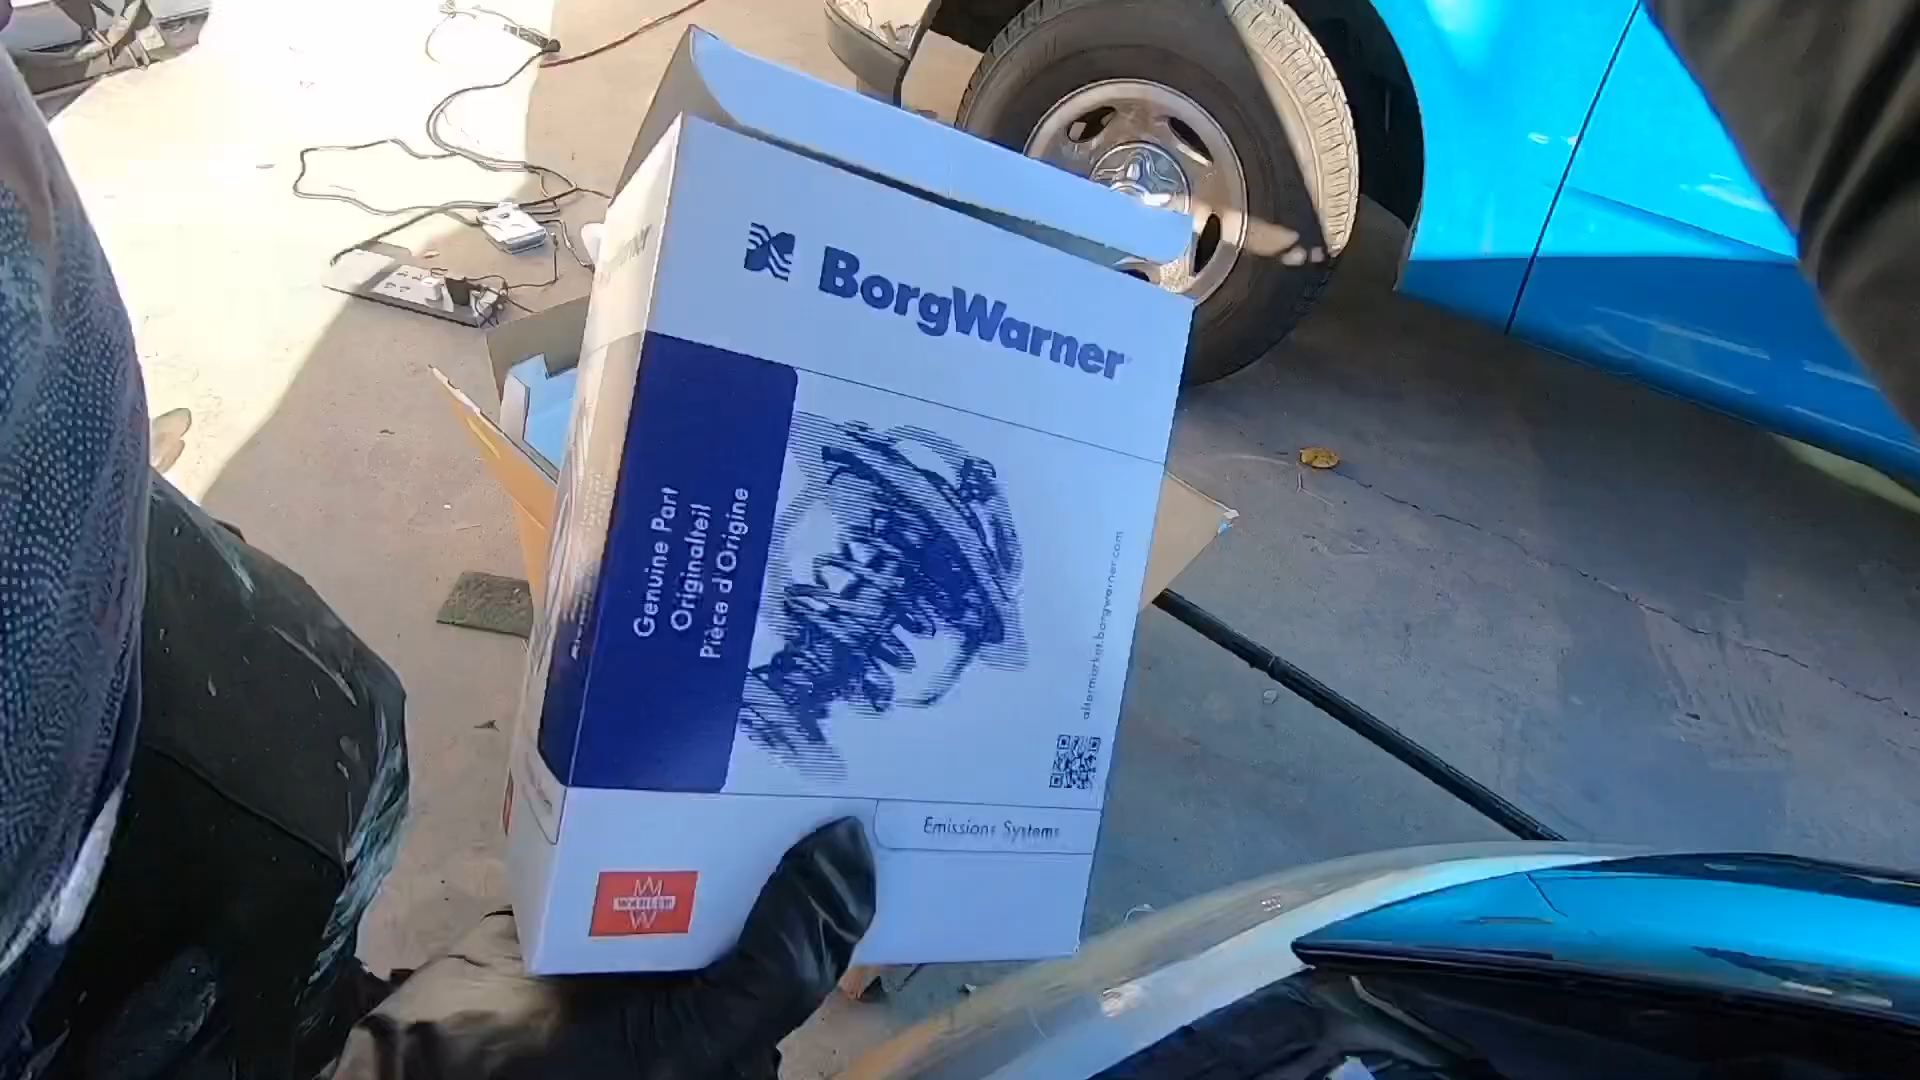 BorgWarner
Genuine Part
Originalteil
Pièce d'Origine
aftermarket.borgwarner.com
Emissions Systems
WAHLER